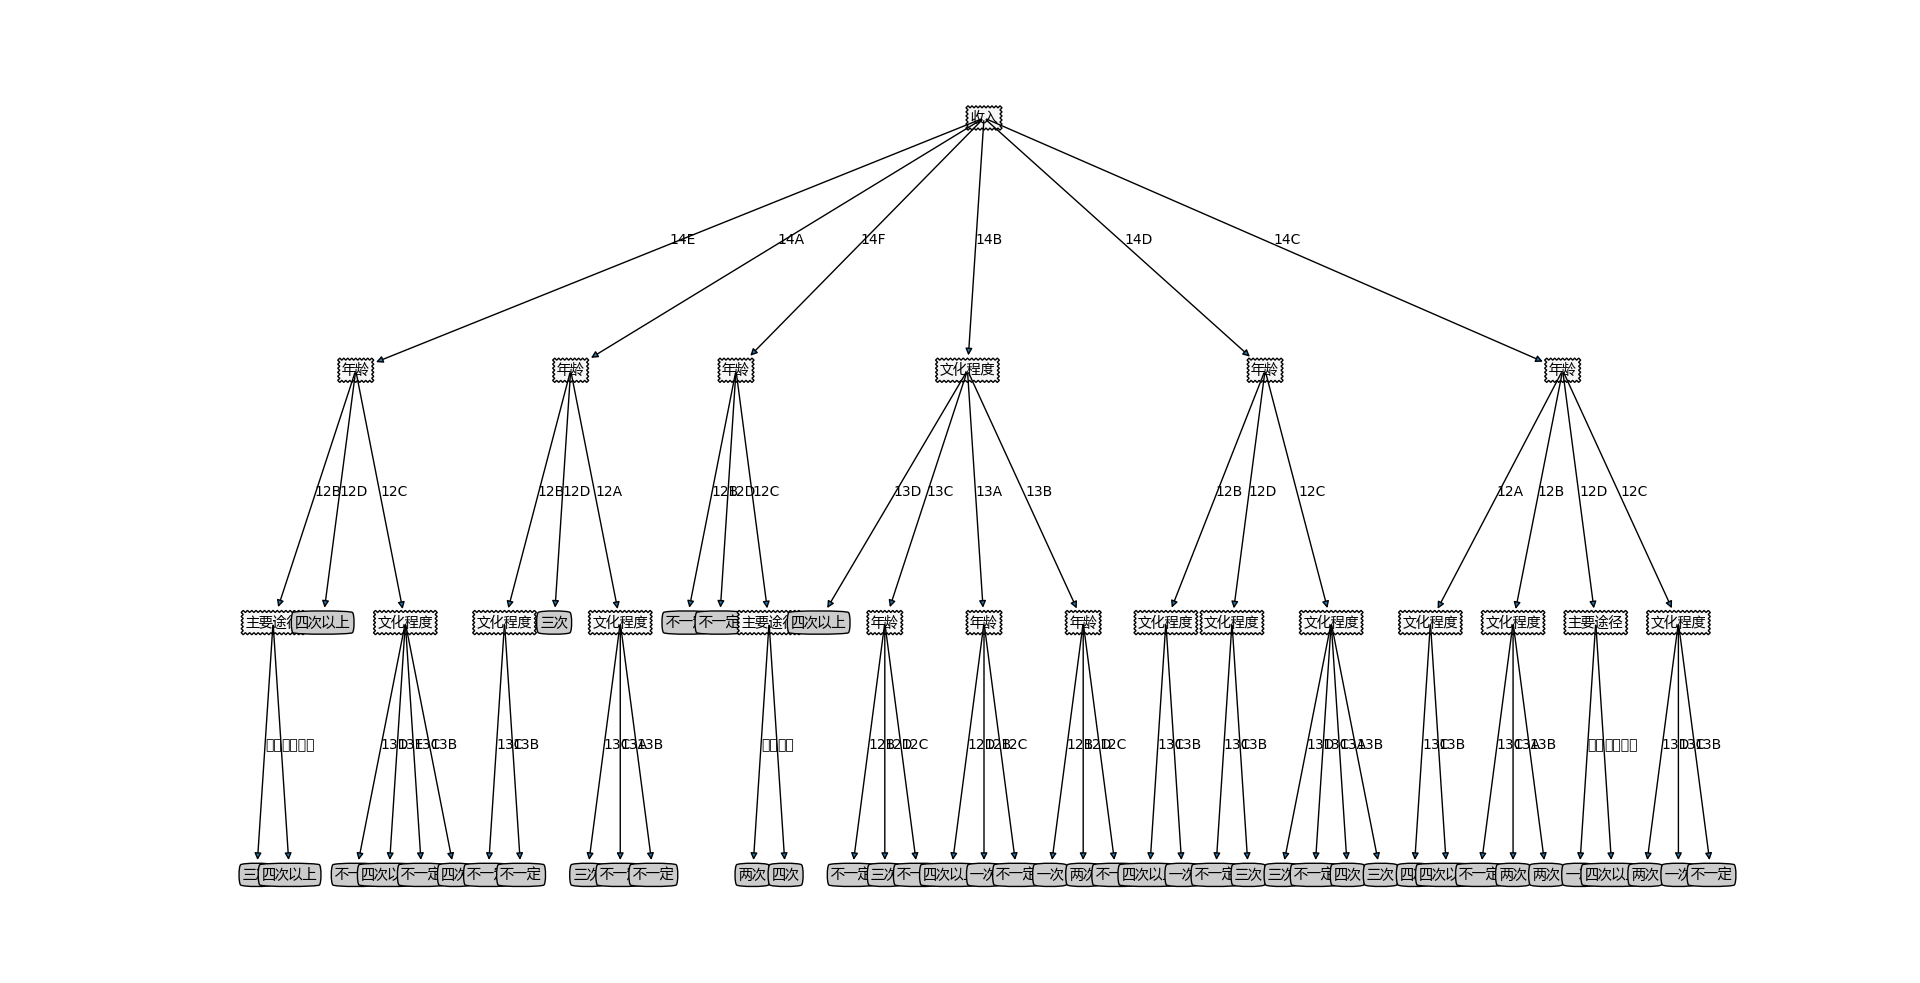 收入
14E 14A 14F 14B 14D 14C
年龄 年龄 年龄 文化程度 年龄 年龄
12B 12D 12C 12B 12D 12A 12B 12D 12C 13D 13C 13A 13B 12B 12D 12C 12A 12B 12D 12C
主要途径 四次以上 文化程度 文化程度 三次 文化程度 不一定 不一定 主要途径 四次以上 年龄 年龄 年龄 文化程度 文化程度 文化程度 文化程度 文化程度 主要途径 文化程度
13D 13E 13C 13B 13C 13B 13C 13A 13B 12B 12D 12C 12D 12B 12C 12B 12D 12C 13C 13B 13C 13B 13D 13C 13A 13B 13C 13B 13C 13A 13B 13D 13C 13B
三次 四次以上 不一定 四次以上 不一定 不一定 不一定 三次 不一定 不一定 两次 四次 不一定 三次 不一定 四次以上 一次 不一定 一次 两次 不一定 四次以上 一次 不一定 三次 三次 不一定 四次 三次 四次以上 不一定 两次 两次 四次以上 两次 一次 不一定